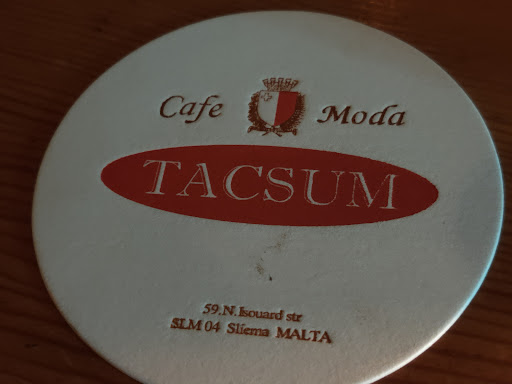 Cafe Moda
TACSUM
59. N. Isouard str
SLM 04 Sliema MALTA